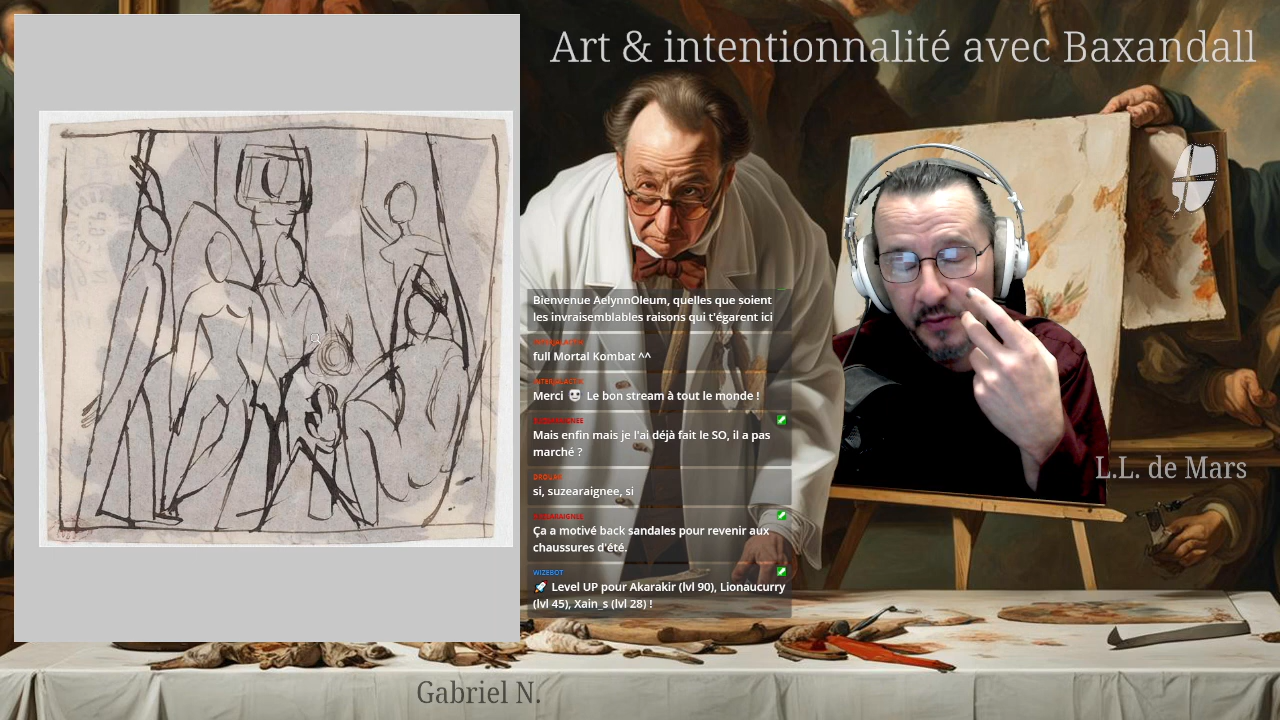 Art & intentionnalité avec Baxandall
Bienvenue AelynnOleum, quelles que soient
les invraisemblables raisons qui t'égarent ici
full Mortal Kombat ^^
Merci Le bon stream à tout le monde !
Mais enfin mais je l'ai déjà fait le SO, il a pas
marché ?
si, suzearaignee, si
Ça a motivé back sandales pour revenir aux
chaussures d'été.
WIZEBOT
Level UP pour Akarakir (lvl 90), Lionaucurry
(lvl 45), Xain_s (lvl 28) !
L.L. de Mars
Gabriel N.